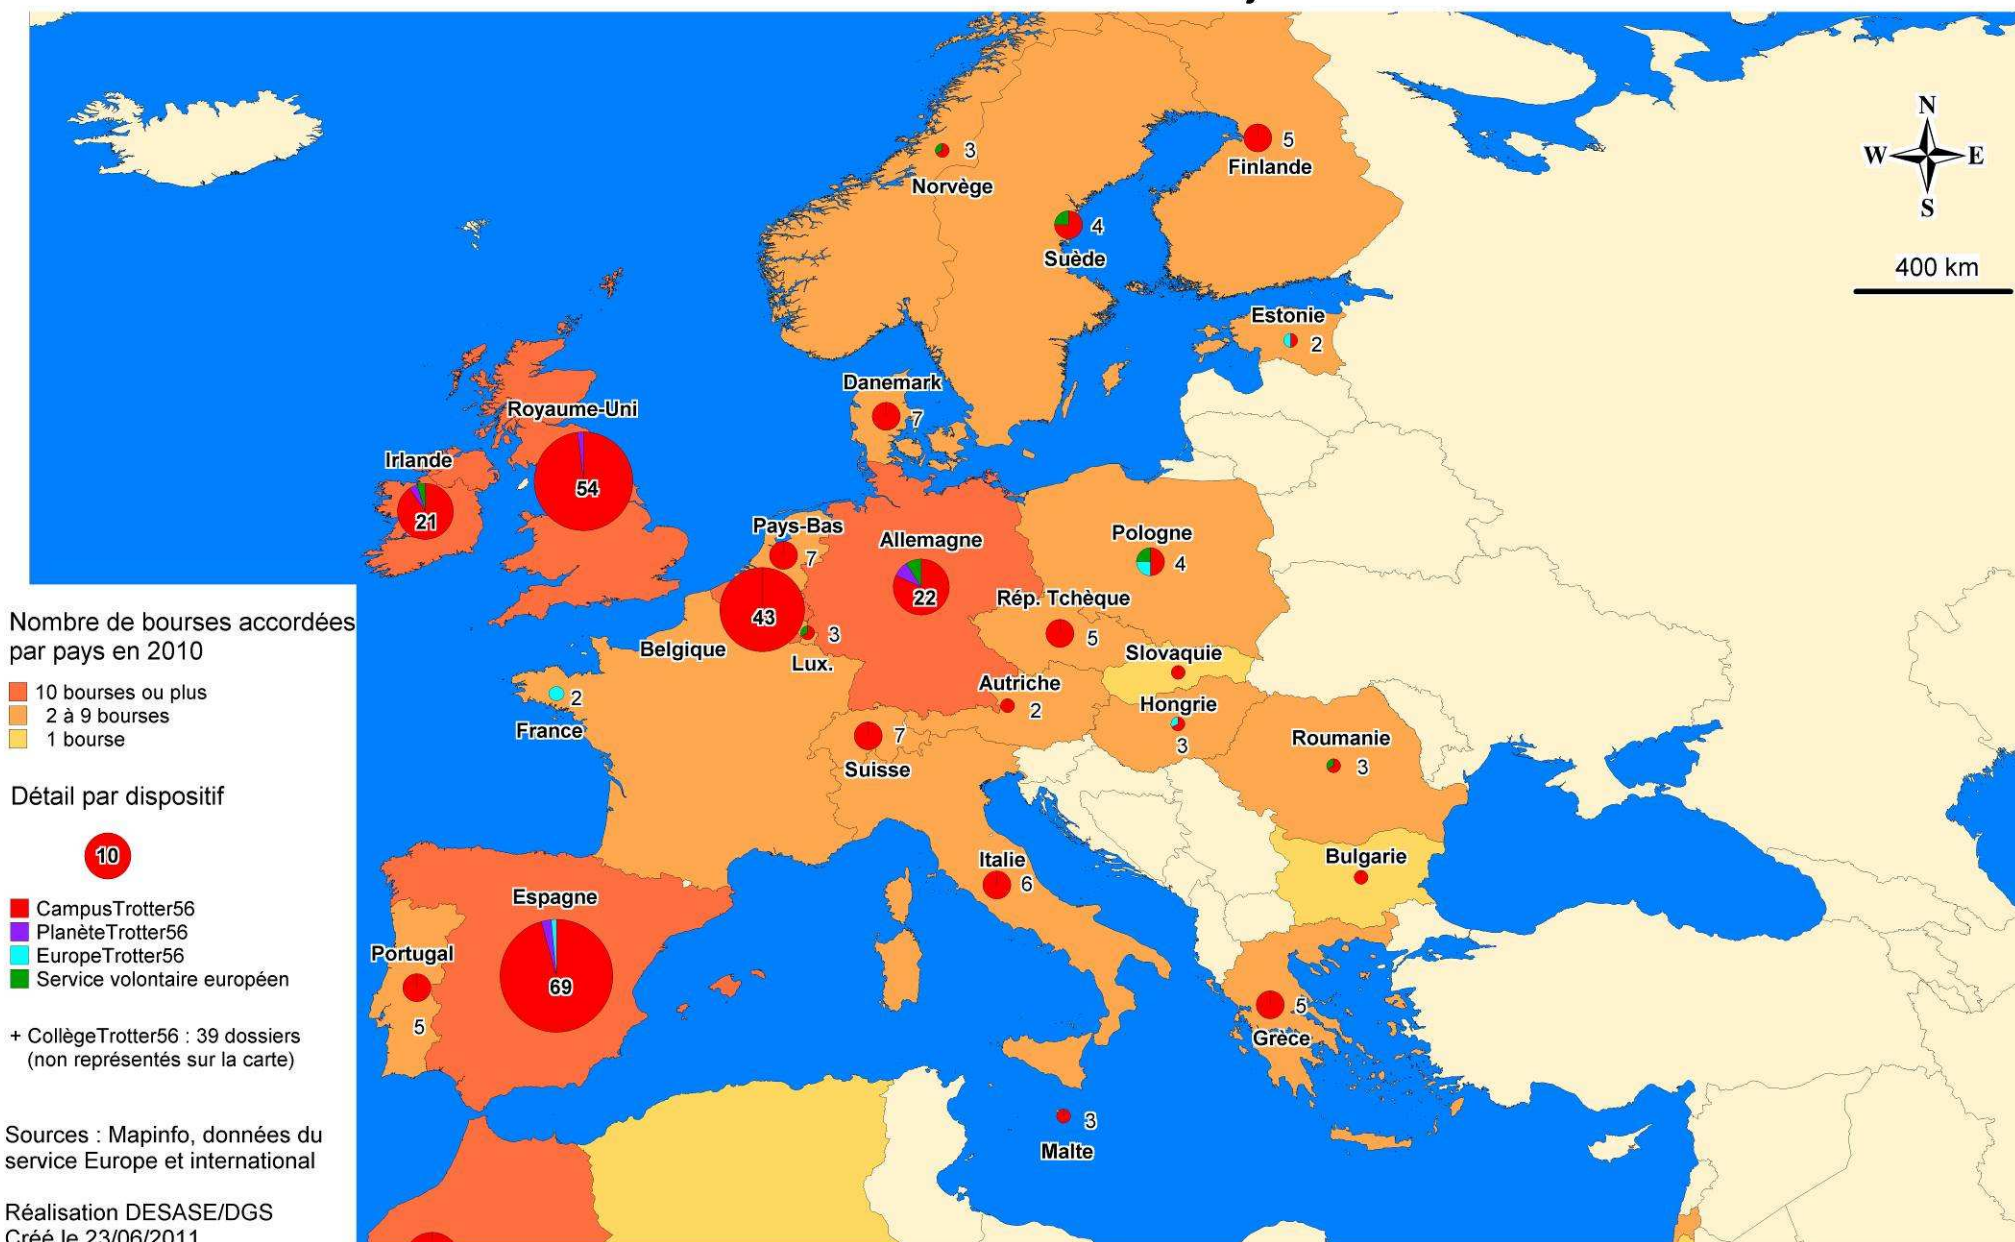 N
W E
S
400 km
5
Finlande
3
Norvège
4
Suède
Estonie
2
Danemark
7
Royaume-Uni
54
Irlande
21
Pays-Bas
7
Allemagne
22
Pologne
4
43
Belgique
3
Lux.
Rép. Tchèque
5
Slovaquie
Autriche
2
Hongrie
3
2
France
7
Suisse
Roumanie
3
Bulgarie
Italie
6
Espagne
69
Portugal
5
5
Grèce
3
Malte
Nombre de bourses accordées
par pays en 2010
10 bourses ou plus
2 à 9 bourses
1 bourse
Détail par dispositif
10
CampusTrotter56
PlanèteTrotter56
EuropeTrotter56
Service volontaire européen
+ CollègeTrotter56 : 39 dossiers
(non représentés sur la carte)
Sources : Mapinfo, données du
service Europe et international
Réalisation DESASE/DGS
Créé le 23/06/2011